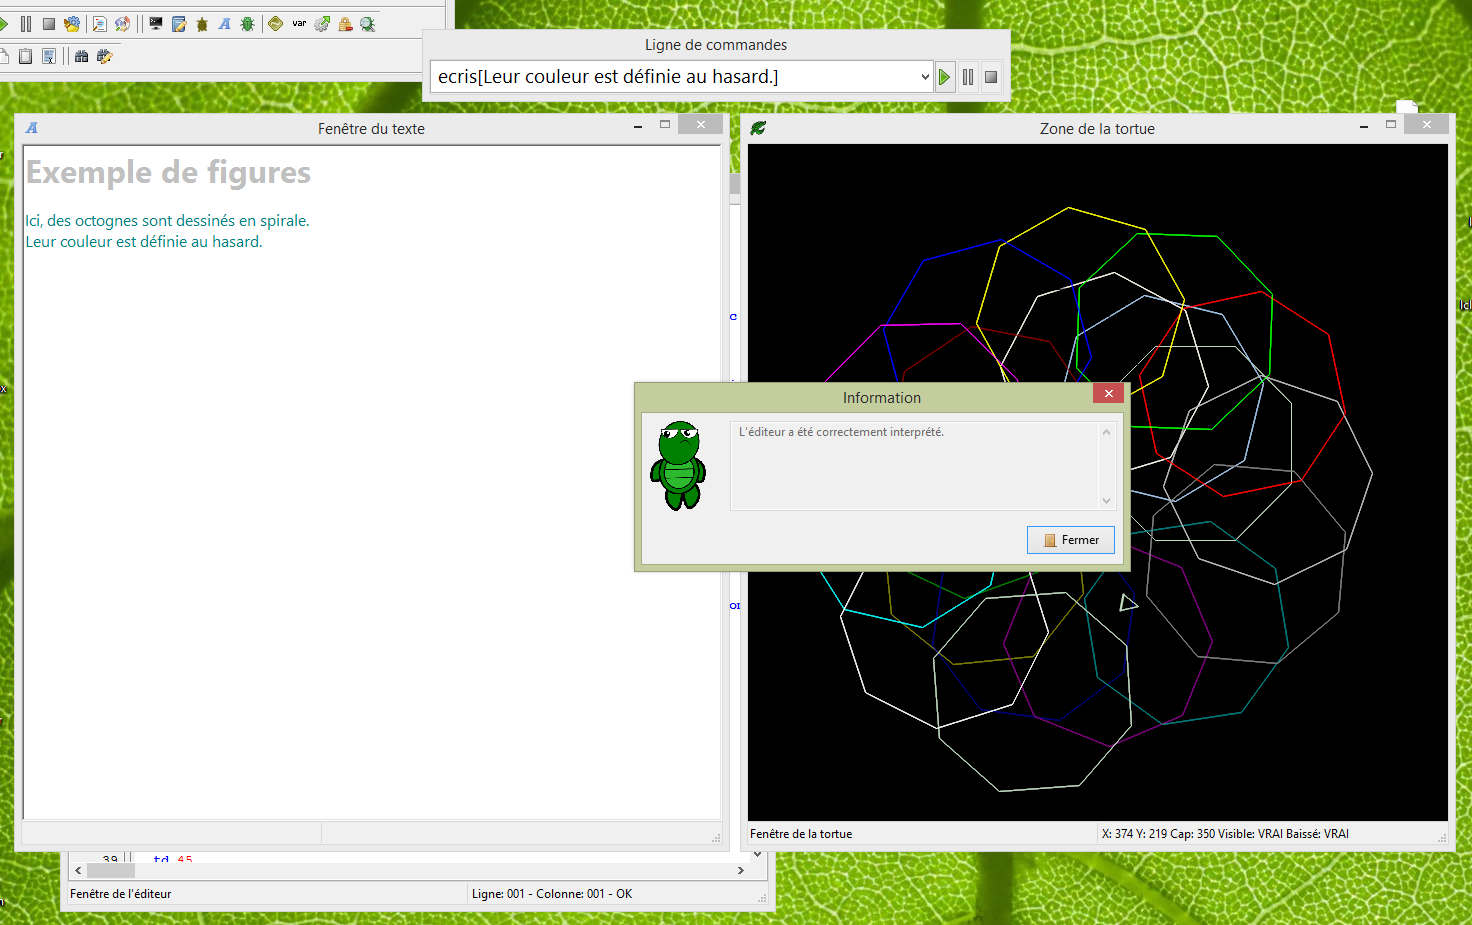 var
Ligne de commandes
ecris[Leur couleur est définie au hasard.]
Fenêtre du texte
Exemple de figures
Ici, des octognes sont dessinés en spirale.
Leur couleur est définie au hasard.
Zone de la tortue
Information
L'éditeur a été correctement interprété.
Fermer
Fenêtre de la tortue
X: 374 Y: 219 Cap: 350 Visible: VRAI Baissé: VRAI
39 td 45
Fenêtre de l'éditeur
Ligne: 001 - Colonne: 001 - OK